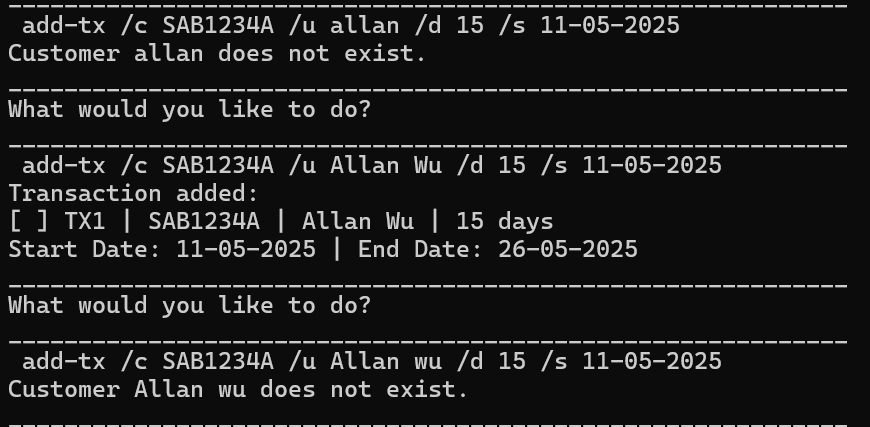 ____________________________________________________________
add-tx /c SAB1234A /u allan /d 15 /s 11-05-2025
Customer allan does not exist.
____________________________________________________________
What would you like to do?
____________________________________________________________
add-tx /c SAB1234A /u Allan Wu /d 15 /s 11-05-2025
Transaction added:
[ ] TX1 | SAB1234A | Allan Wu | 15 days
Start Date: 11-05-2025 | End Date: 26-05-2025
____________________________________________________________
What would you like to do?
____________________________________________________________
add-tx /c SAB1234A /u Allan wu /d 15 /s 11-05-2025
Customer Allan wu does not exist.
____________________________________________________________